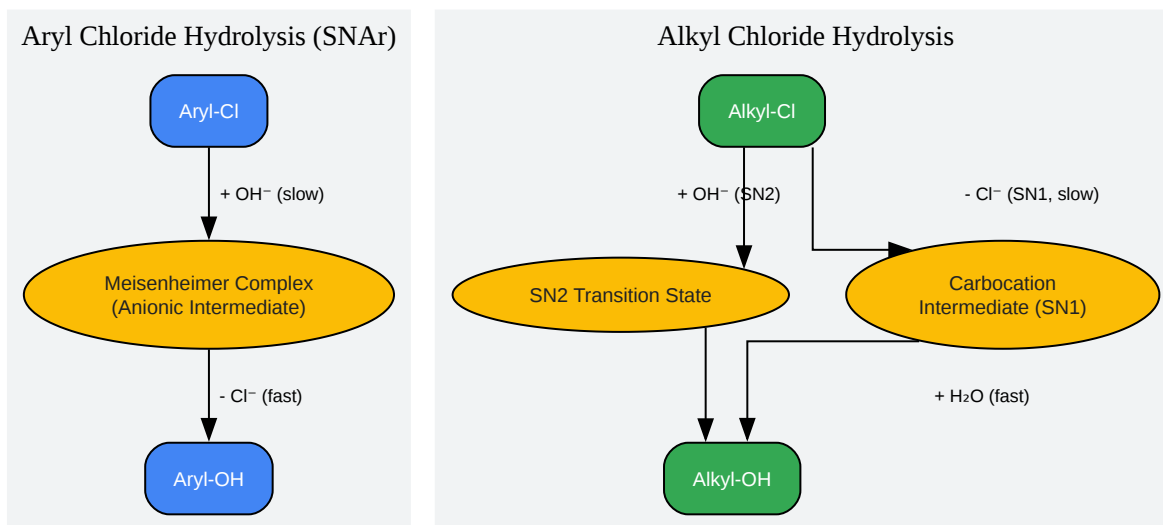 Aryl Chloride Hydrolysis (SNAr)
Aryl-Cl
+ OH⁻ (slow)
Meisenheimer Complex
(Anionic Intermediate)
- Cl⁻ (fast)
Aryl-OH
Alkyl Chloride Hydrolysis
Alkyl-Cl
+ OH⁻ (SN2)
- Cl⁻ (SN1, slow)
SN2 Transition State
Carbocation
Intermediate (SN1)
+ H₂O (fast)
Alkyl-OH